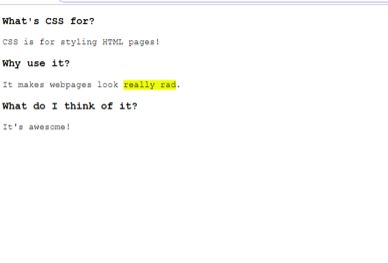 What's CSS for?
CSS is for styling HTML pages!
Why use it?
It makes webpages look really rad.
What do I think of it?
It's awesome!